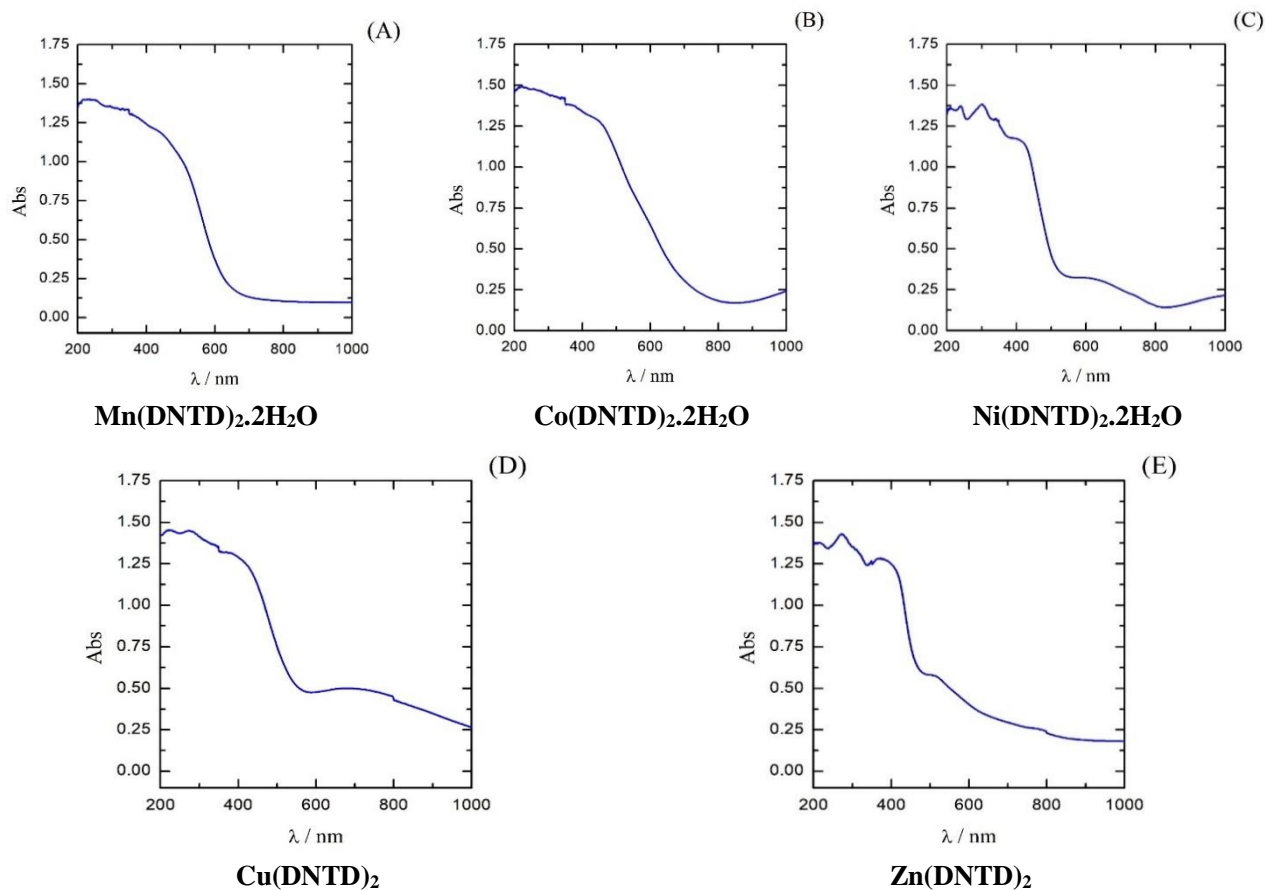 (A)
1.75
1.50
1.25
1.00
0.75
0.50
0.25
0.00
Abs
200 400 600 800 1000
λ / nm
Mn(DNTD)₂.2H₂O
(B)
1.75
1.50
1.25
1.00
0.75
0.50
0.25
0.00
Abs
200 400 600 800 1000
λ / nm
Co(DNTD)₂.2H₂O
(C)
1.75
1.50
1.25
1.00
0.75
0.50
0.25
0.00
Abs
200 400 600 800 1000
λ / nm
Ni(DNTD)₂.2H₂O
(D)
1.75
1.50
1.25
1.00
0.75
0.50
0.25
0.00
Abs
200 400 600 800 1000
λ / nm
Cu(DNTD)₂
(E)
1.75
1.50
1.25
1.00
0.75
0.50
0.25
0.00
Abs
200 400 600 800 1000
λ / nm
Zn(DNTD)₂